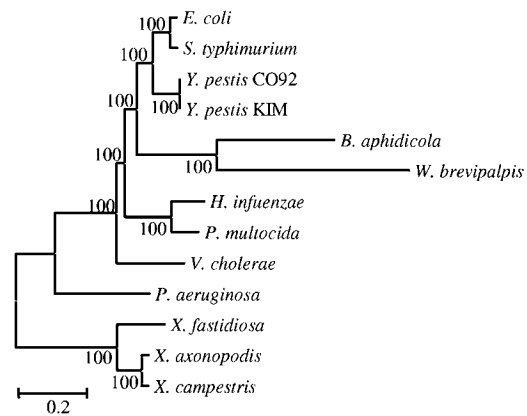 E. coli
100
S. typhimurium
100
Y. pestis CO92
100
100
Y. pestis KIM
B. aphidicola
100
100
W. brevipalpis
H. infuenzae
100
100
P. multocida
V. cholerae
P. aeruginosa
X. fastidiosa
100
X. axonopodis
100
X. campestris
0.2